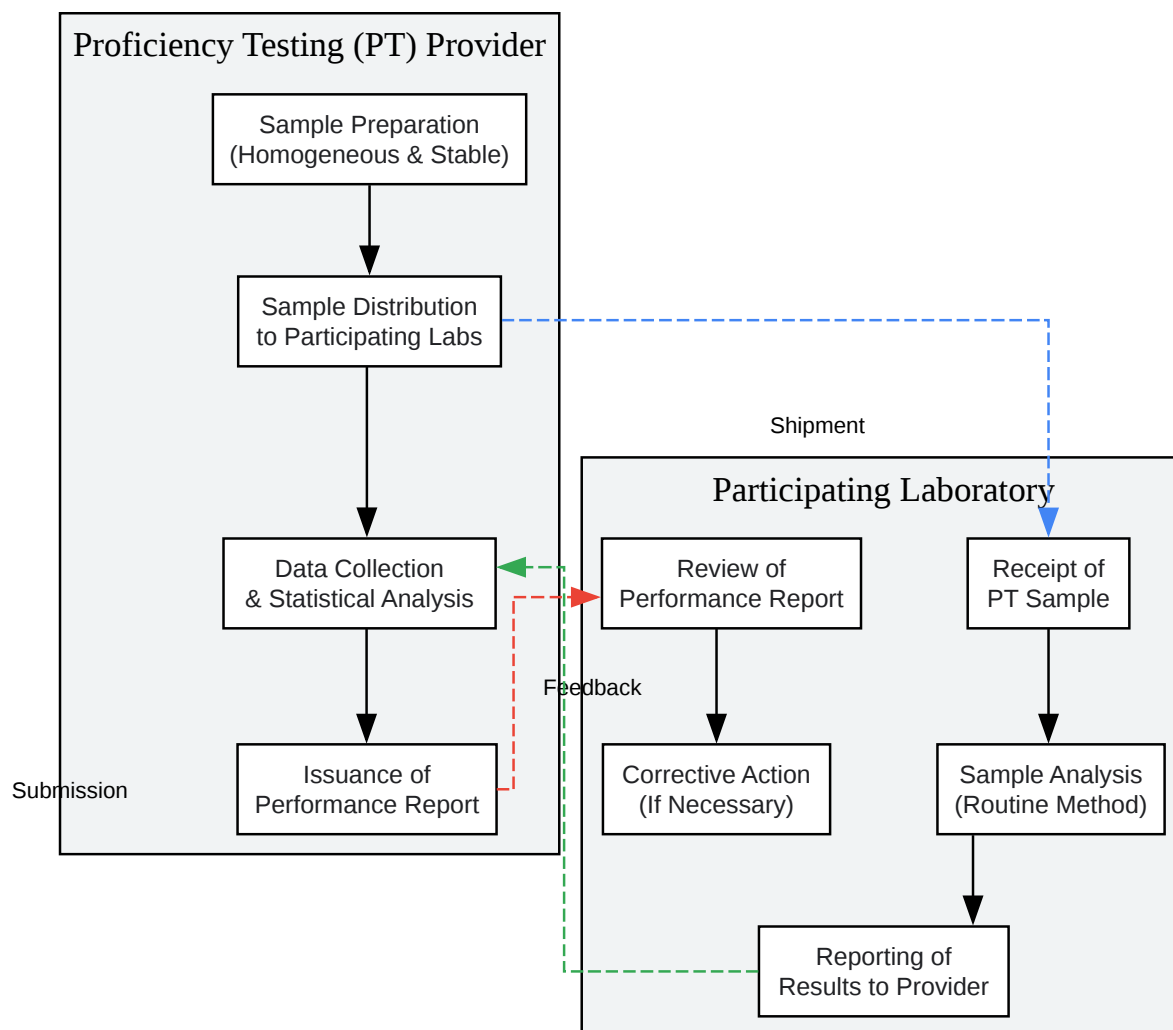 Proficiency Testing (PT) Provider
Sample Preparation
(Homogeneous & Stable)
Sample Distribution
to Participating Labs
Shipment
Participating Laboratory
Data Collection
& Statistical Analysis
Review of
Performance Report
Receipt of
PT Sample
Feedback
Submission
Issuance of
Performance Report
Corrective Action
(If Necessary)
Sample Analysis
(Routine Method)
Reporting of
Results to Provider